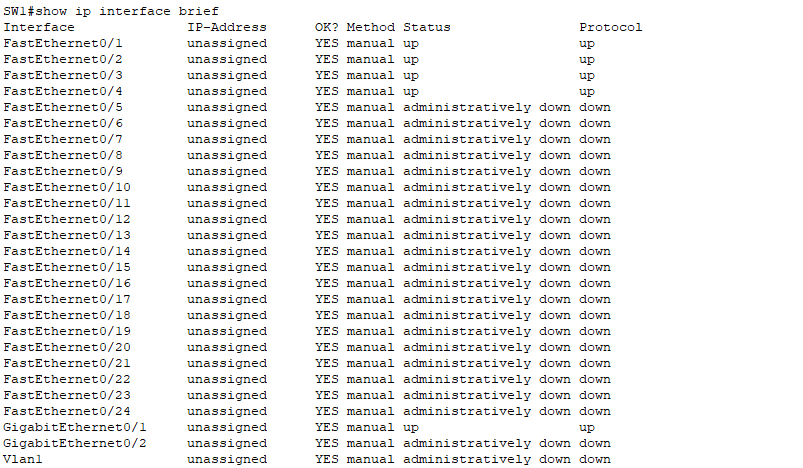 SW1#show ip interface brief
Interface              IP-Address      OK? Method Status                Protocol
FastEthernet0/1        unassigned      YES manual up                    up
FastEthernet0/2        unassigned      YES manual up                    up
FastEthernet0/3        unassigned      YES manual up                    up
FastEthernet0/4        unassigned      YES manual up                    up
FastEthernet0/5        unassigned      YES manual administratively down down
FastEthernet0/6        unassigned      YES manual administratively down down
FastEthernet0/7        unassigned      YES manual administratively down down
FastEthernet0/8        unassigned      YES manual administratively down down
FastEthernet0/9        unassigned      YES manual administratively down down
FastEthernet0/10       unassigned      YES manual administratively down down
FastEthernet0/11       unassigned      YES manual administratively down down
FastEthernet0/12       unassigned      YES manual administratively down down
FastEthernet0/13       unassigned      YES manual administratively down down
FastEthernet0/14       unassigned      YES manual administratively down down
FastEthernet0/15       unassigned      YES manual administratively down down
FastEthernet0/16       unassigned      YES manual administratively down down
FastEthernet0/17       unassigned      YES manual administratively down down
FastEthernet0/18       unassigned      YES manual administratively down down
FastEthernet0/19       unassigned      YES manual administratively down down
FastEthernet0/20       unassigned      YES manual administratively down down
FastEthernet0/21       unassigned      YES manual administratively down down
FastEthernet0/22       unassigned      YES manual administratively down down
FastEthernet0/23       unassigned      YES manual administratively down down
FastEthernet0/24       unassigned      YES manual administratively down down
GigabitEthernet0/1     unassigned      YES manual up                    up
GigabitEthernet0/2     unassigned      YES manual administratively down down
Vlan1                  unassigned      YES manual administratively down down